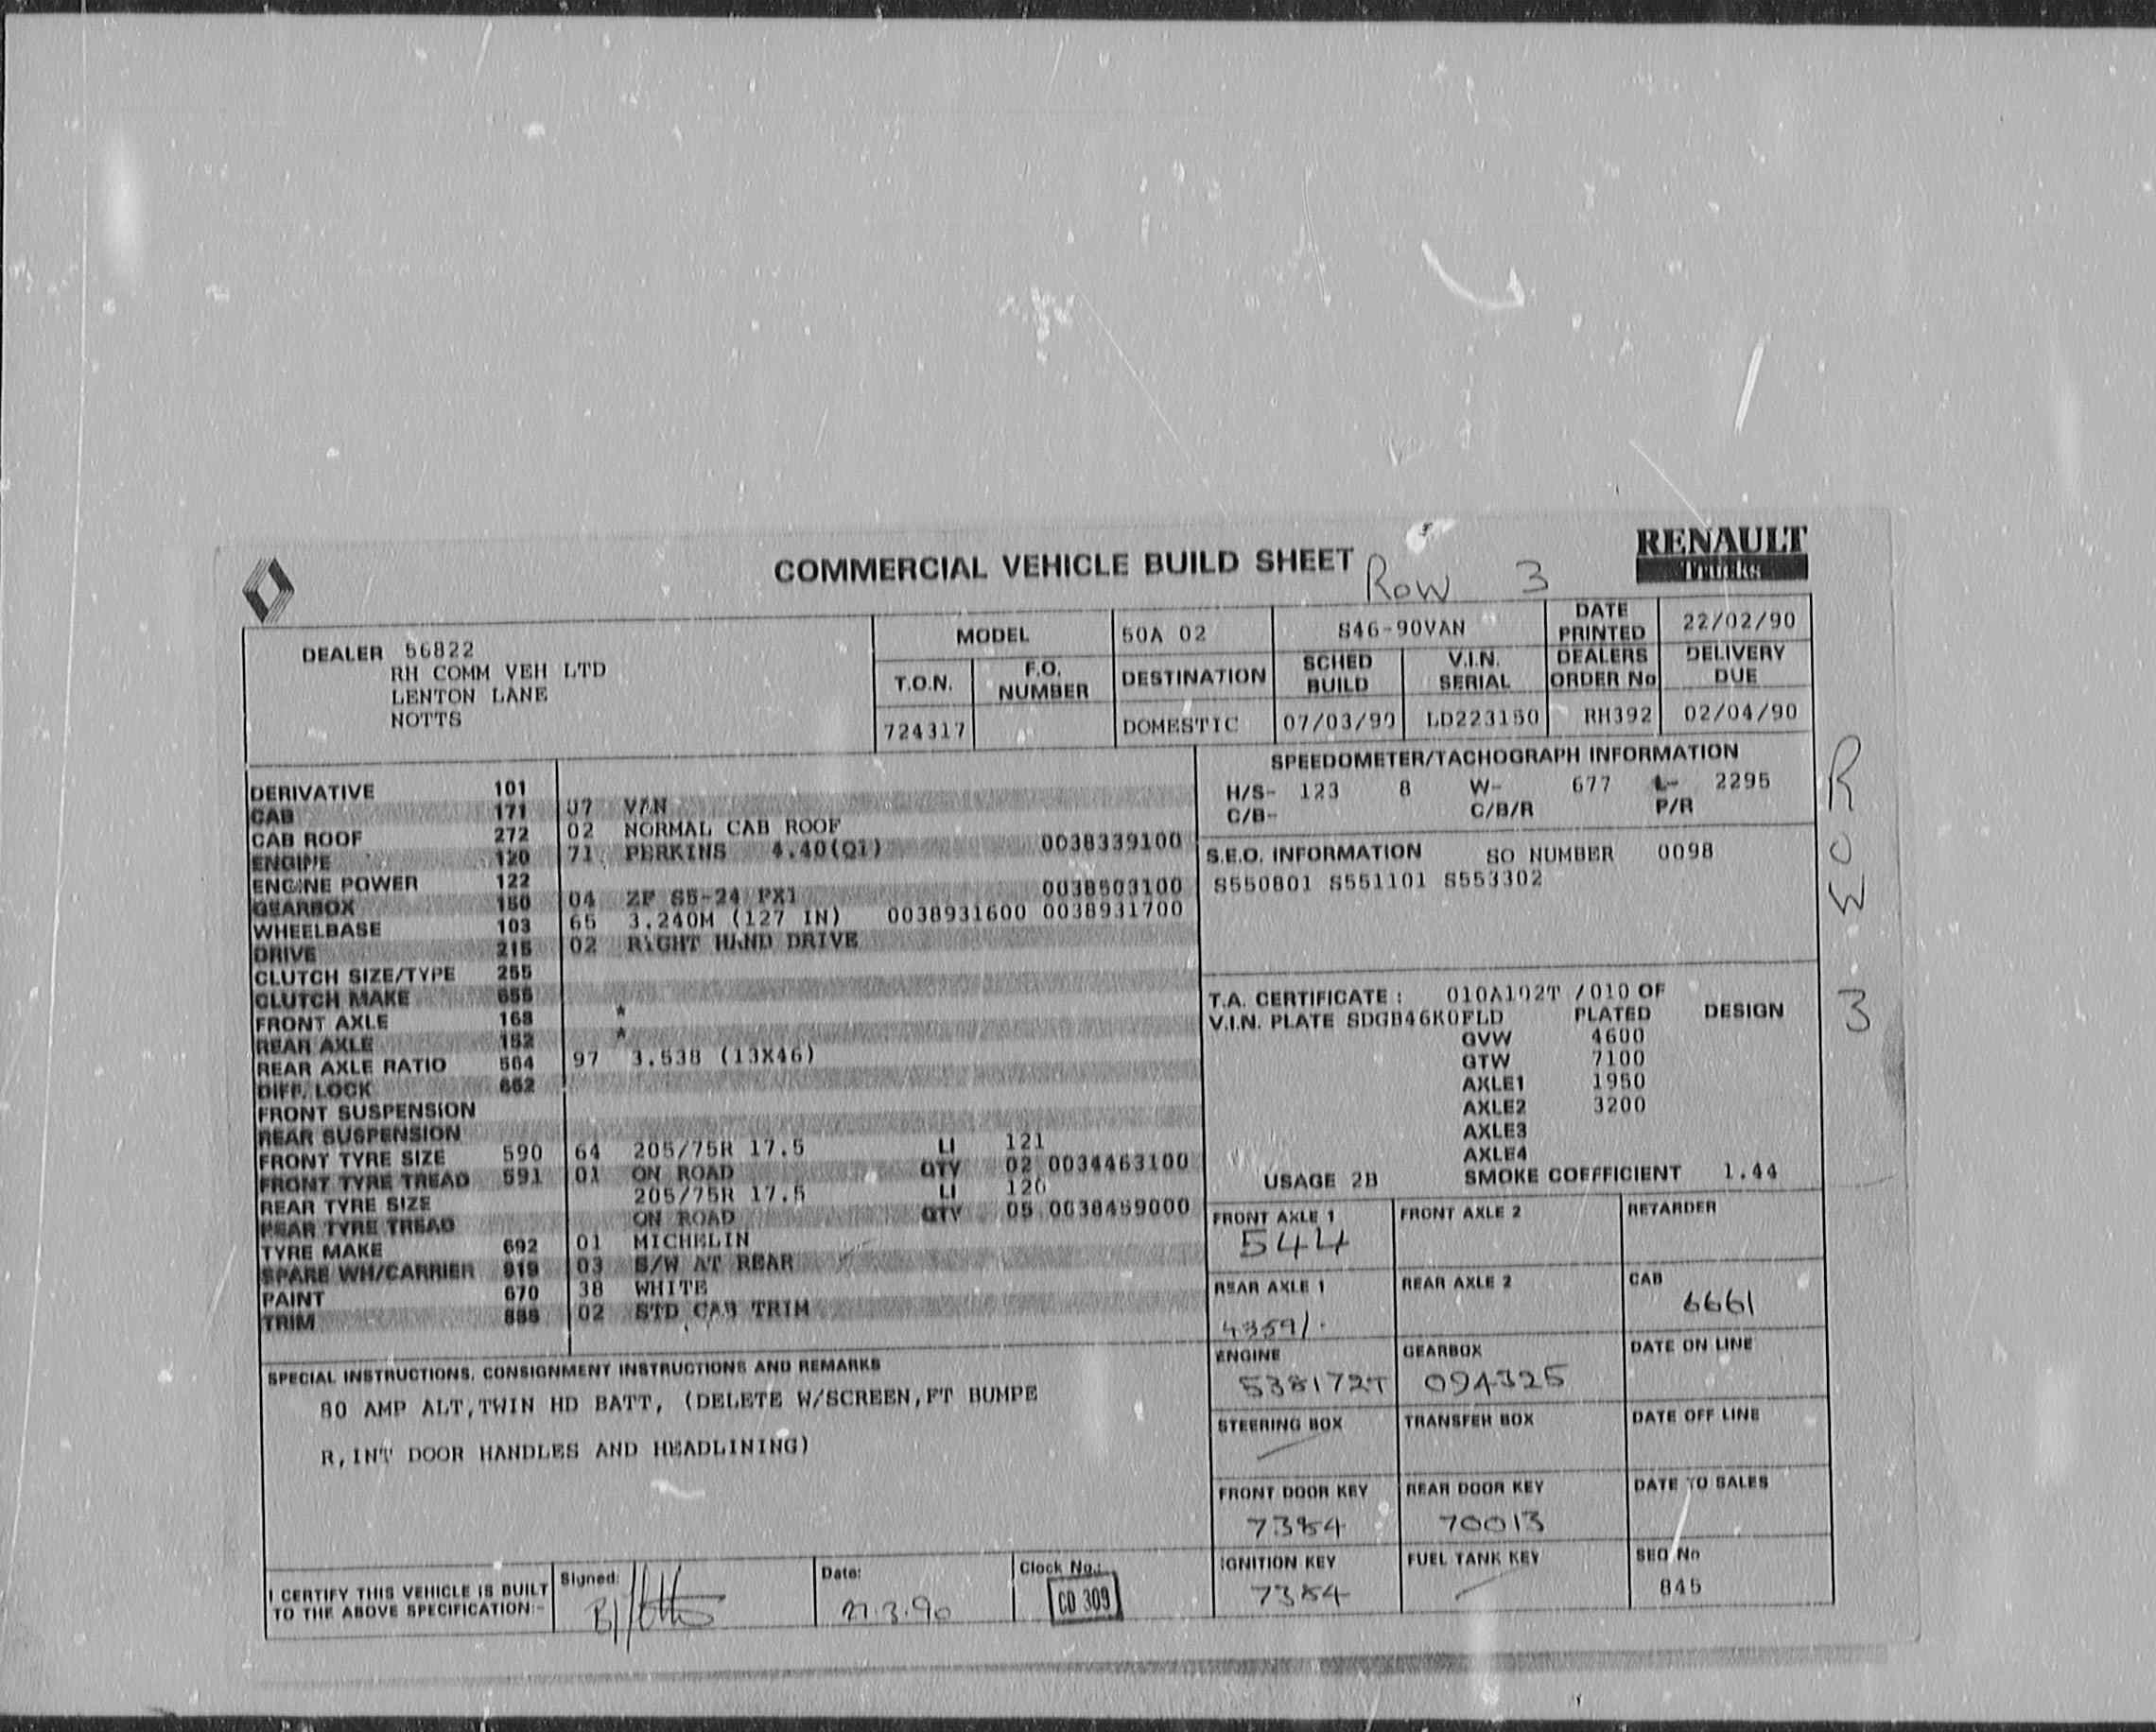 COMMERCIAL VEHICLE BUILD SHEET
Row 3
RENAULT
Trucks
DEALER 56822
RH COMM VEH LTD
LENTON LANE
NOTTS
MODEL 50A 02 S46-90VAN DATE PRINTED 22/02/90
T.O.N. F.O. NUMBER DESTINATION SCHED BUILD V.I.N. SERIAL DEALERS ORDER No DELIVERY DUE
724317 DOMESTIC 07/03/90 LD223150 RH392 02/04/90
DERIVATIVE 101
CAB 171 07 VAN
CAB ROOF 272 02 NORMAL CAB ROOF
ENGINE 120 71 PERKINS 4.40(Q1) 0038339100
ENGINE POWER 122
GEARBOX 150 04 ZF S5-24 PX1 0038503100
WHEELBASE 103 65 3.240M (127 IN) 0038931600 0038931700
DRIVE 215 02 RIGHT HAND DRIVE
CLUTCH SIZE/TYPE 255
CLUTCH MAKE 655
FRONT AXLE 168 *
REAR AXLE 152 *
REAR AXLE RATIO 564 97 3.538 (13X46)
DIFF. LOCK 652
FRONT SUSPENSION
REAR SUSPENSION
FRONT TYRE SIZE 590 64 205/75R 17.5 LI 121
FRONT TYRE TREAD 591 01 ON ROAD QTY 02 0034463100
REAR TYRE SIZE 205/75R 17.5 LI 120
REAR TYRE TREAD ON ROAD QTY 05 0038459000
TYRE MAKE 692 01 MICHELIN
SPARE WH/CARRIER 919 03 S/W AT REAR
PAINT 670 38 WHITE
TRIM 888 02 STD CAB TRIM
SPEEDOMETER/TACHOGRAPH INFORMATION
H/S- 123 8 W- 677 L- 2295
C/B- C/B/R P/R
S.E.O. INFORMATION SO NUMBER 0098
S550801 S551101 S553302
T.A. CERTIFICATE : 010A102T /010 OF
V.I.N. PLATE SDGB46K0FLD PLATED DESIGN
GVW 4600
GTW 7100
AXLE1 1950
AXLE2 3200
AXLE3
AXLE4
USAGE 2B SMOKE COEFFICIENT 1.44
FRONT AXLE 1 FRONT AXLE 2 RETARDER
544
REAR AXLE 1 REAR AXLE 2 CAB
4359/. 6661
ENGINE GEARBOX DATE ON LINE
538172T 094325
STEERING BOX TRANSFER BOX DATE OFF LINE
FRONT DOOR KEY REAR DOOR KEY DATE TO SALES
7384 70013
IGNITION KEY FUEL TANK KEY SEQ No
7384 845
SPECIAL INSTRUCTIONS, CONSIGNMENT INSTRUCTIONS AND REMARKS
80 AMP ALT,TWIN HD BATT, (DELETE W/SCREEN,FT BUMPE
R,INT DOOR HANDLES AND HEADLINING)
I CERTIFY THIS VEHICLE IS BUILT
TO THE ABOVE SPECIFICATION:-
Signed:
Date:
Clock No.:
CD 309
ROW 3